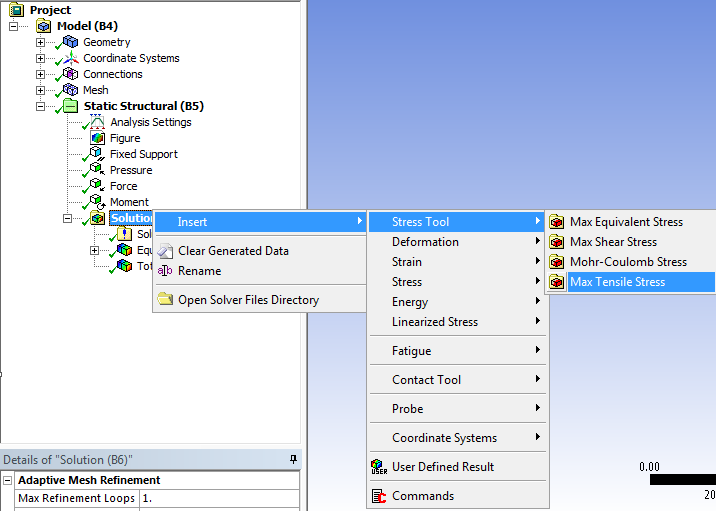 Project
Model (B4)
Geometry
Coordinate Systems
Connections
Mesh
Static Structural (B5)
Analysis Settings
Figure
Fixed Support
Pressure
Force
Moment
Solution
Sol
Equ
Tot
Insert
Clear Generated Data
Rename
Open Solver Files Directory
Stress Tool
Deformation
Strain
Stress
Energy
Linearized Stress
Fatigue
Contact Tool
Probe
Coordinate Systems
USER User Defined Result
Commands
Max Equivalent Stress
Max Shear Stress
Mohr-Coulomb Stress
Max Tensile Stress
Details of "Solution (B6)"
Adaptive Mesh Refinement
Max Refinement Loops 1.
0.00
20